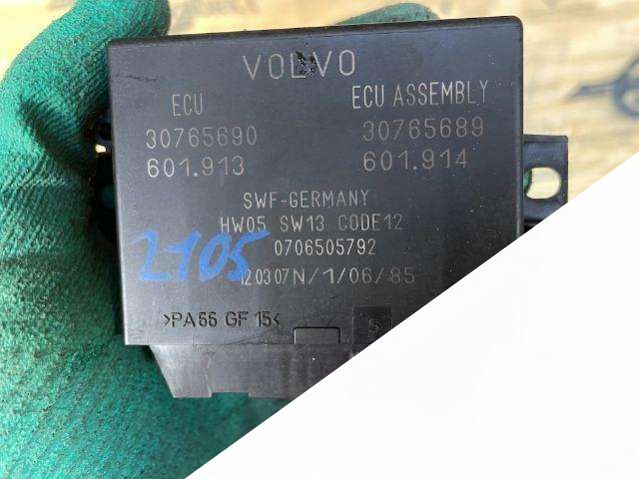 VOLVO
ECU ECU ASSEMBLY
30765690 30765689
601.913 601.914
SWF-GERMANY
HW05 SW13 CODE12
2105 0706505792
120307N/1/06/85
>PA66 GF 15<
5